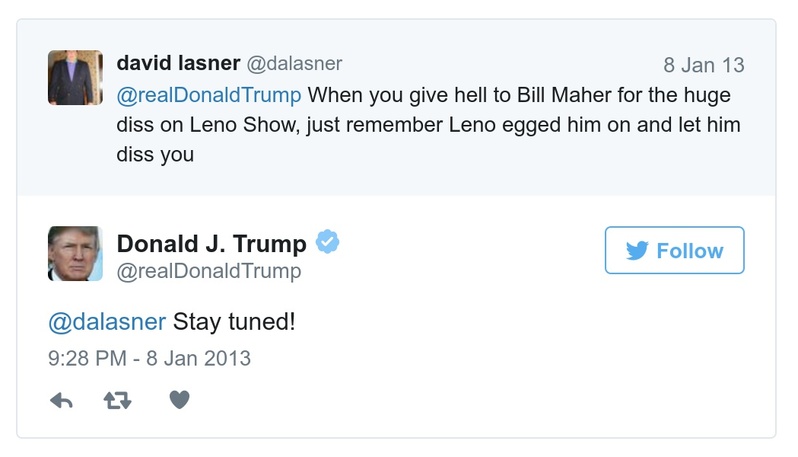 david lasner @dalasner 8 Jan 13
@realDonaldTrump When you give hell to Bill Maher for the huge
diss on Leno Show, just remember Leno egged him on and let him
diss you
Donald J. Trump
@realDonaldTrump
Follow
@dalasner Stay tuned!
9:28 PM - 8 Jan 2013